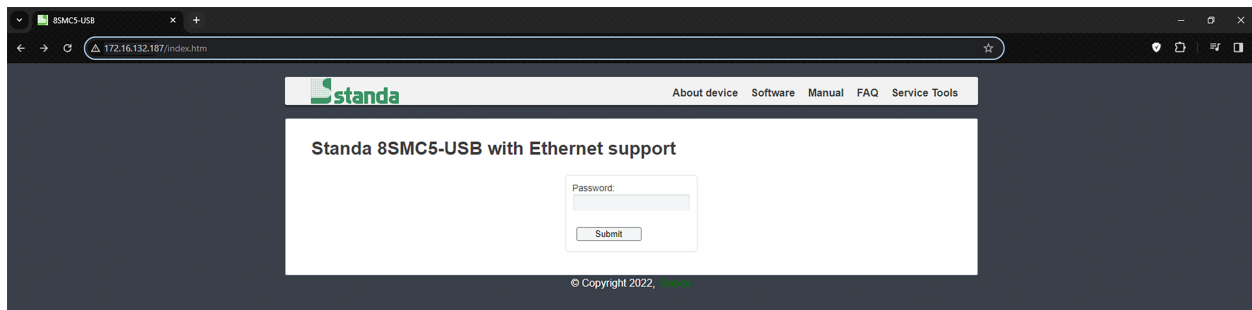 8SMC5-USB
172.16.132.187/index.htm
standa
About device Software Manual FAQ Service Tools
Standa 8SMC5-USB with Ethernet support
Password:
Submit
© Copyright 2022, Standa